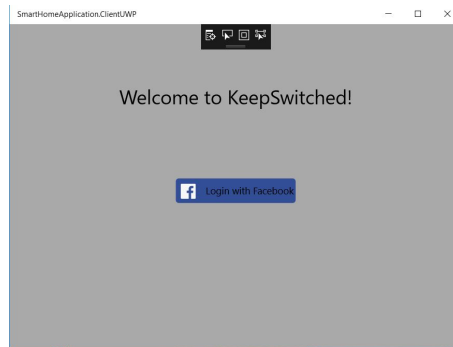 SmartHomeApplication.ClientUWP
Welcome to KeepSwitched!
Login with Facebook